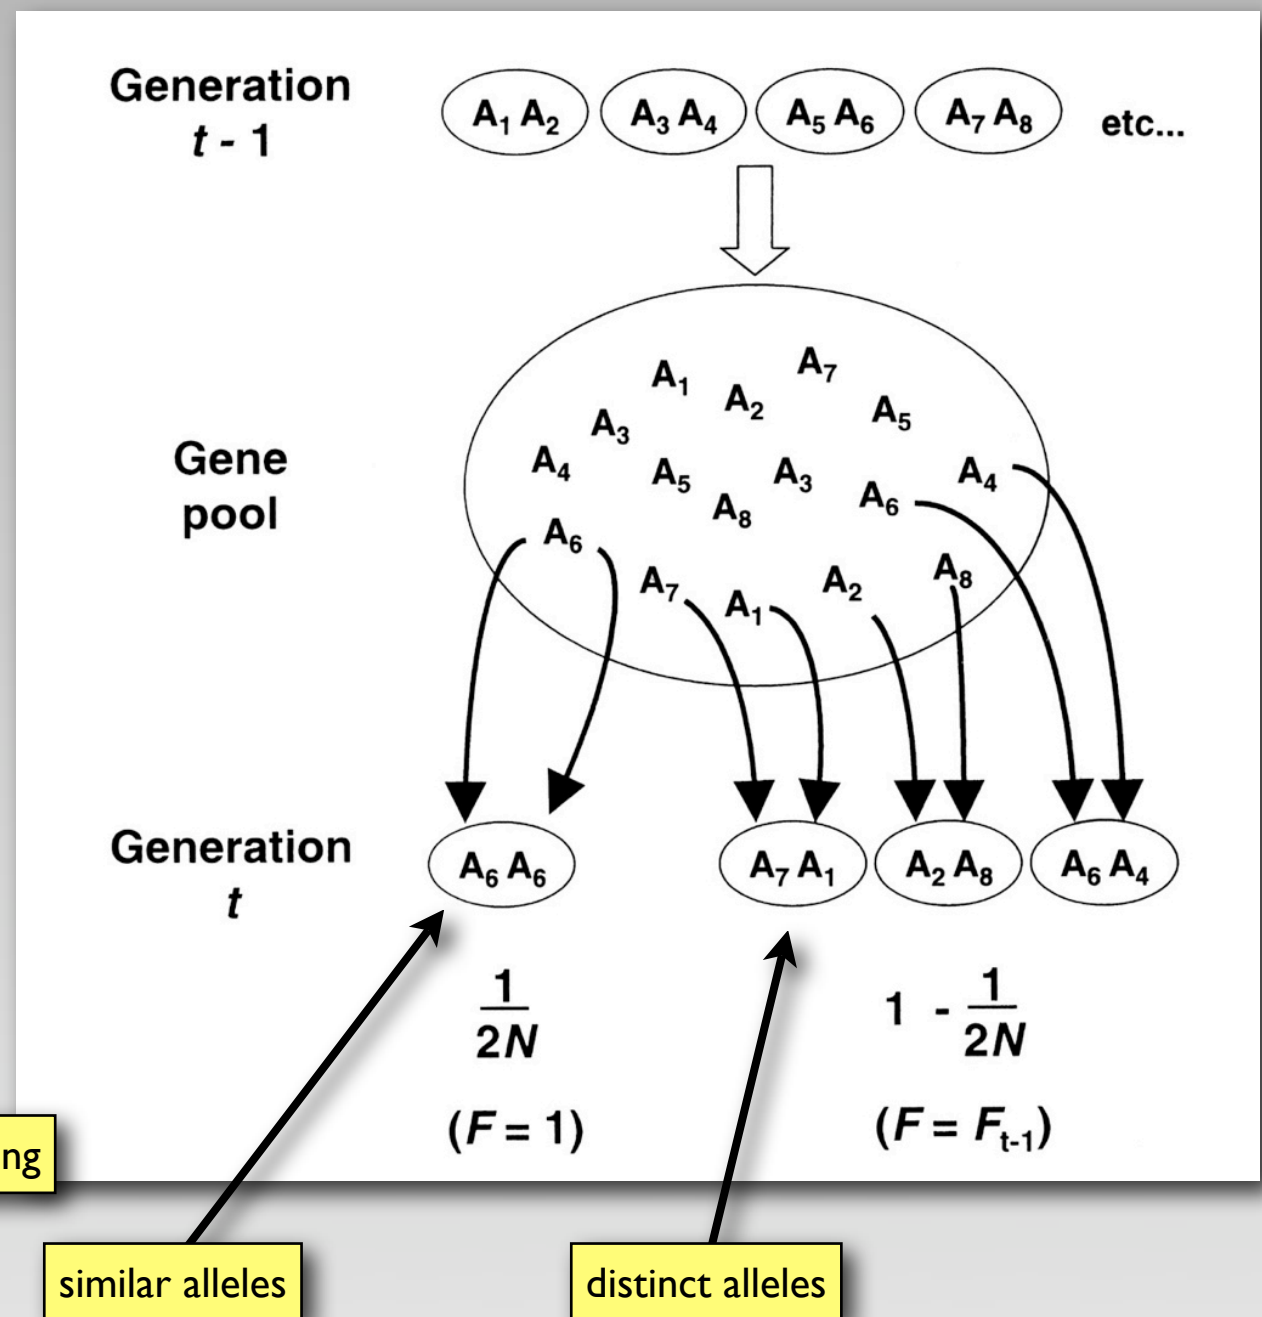 Generation
t - 1
A₁ A₂ A₃ A₄ A₅ A₆ A₇ A₈ etc...
Gene
pool
A₇
A₁
A₂
A₅
A₃
A₄
A₅
A₃
A₄
A₆
A₈
A₆
A₈
A₇
A₂
A₁
Generation
t
A₆ A₆ A₇ A₁ A₂ A₈ A₆ A₄
1/2N 1 - 1/2N
(F = 1) (F = Fₜ₋₁)
ng
similar alleles distinct alleles